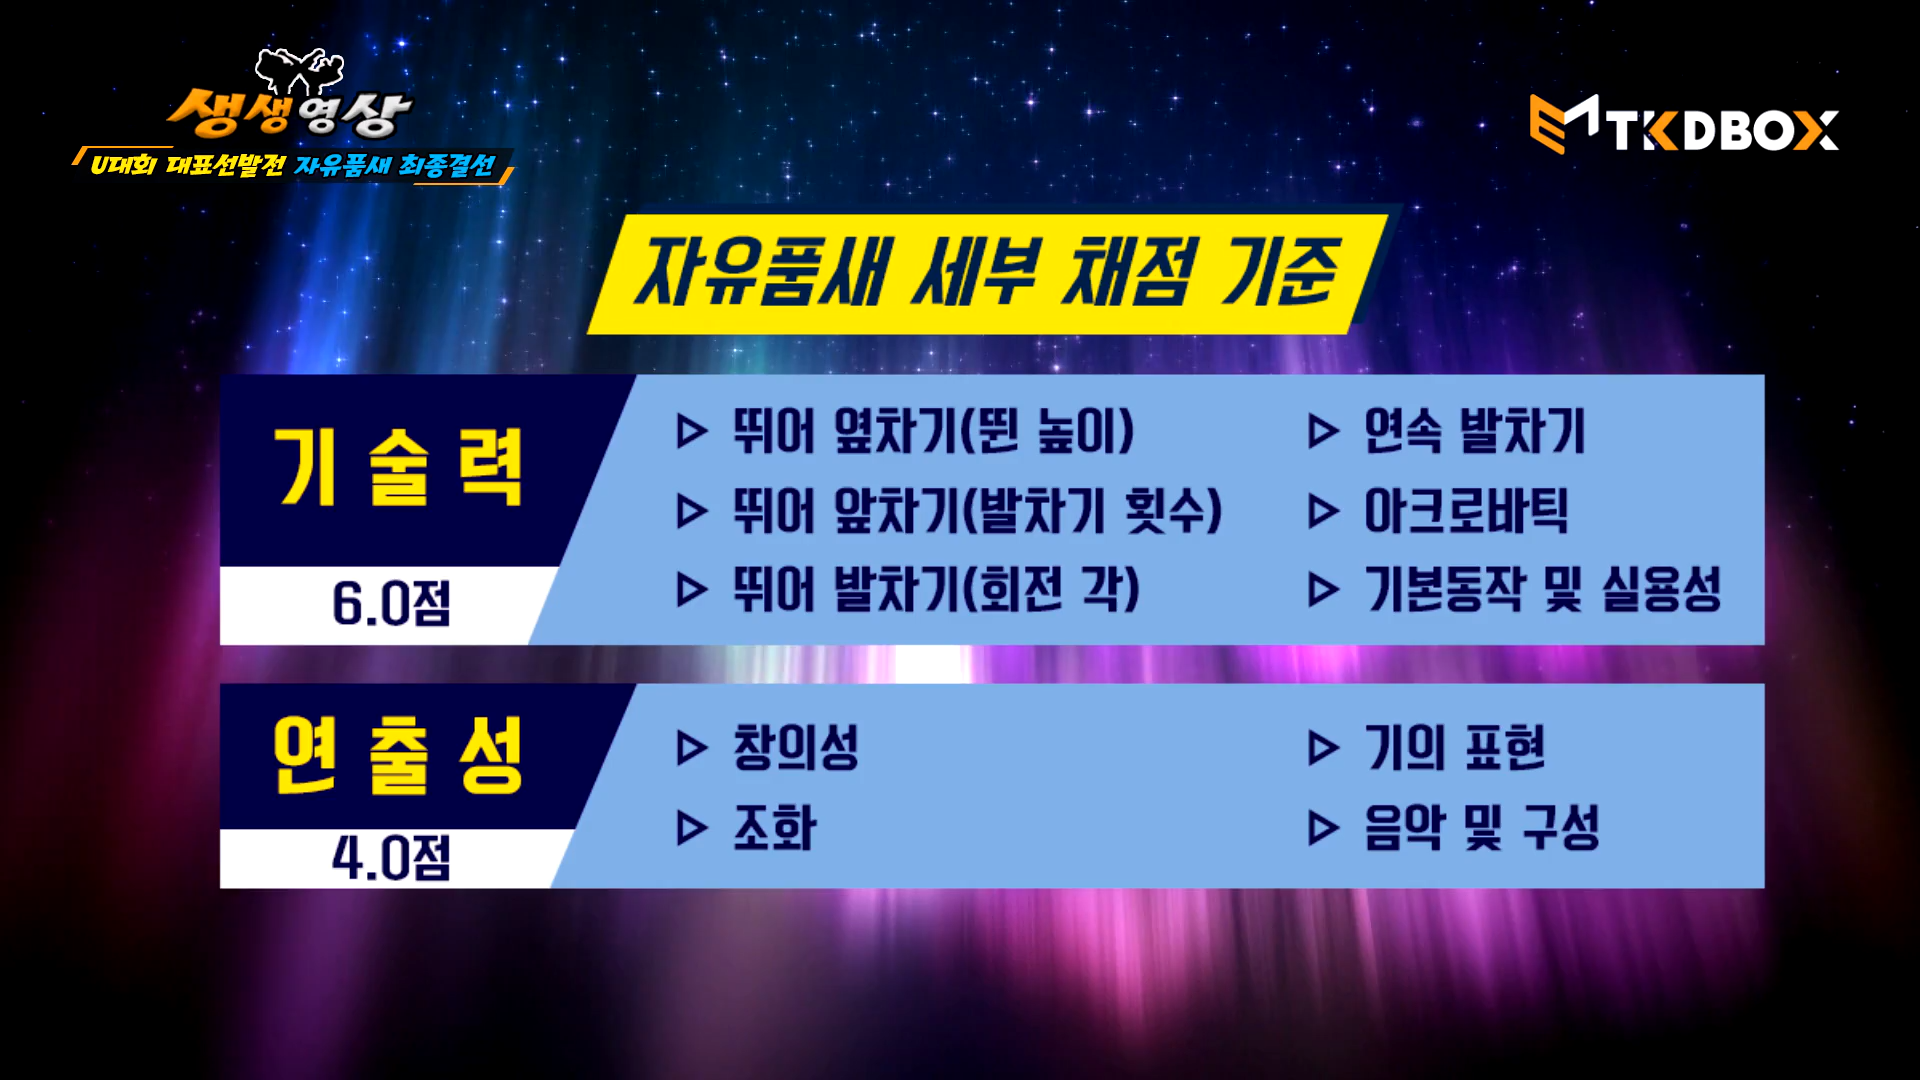 생생영상
U대회 대표선발전 자유품새 최종결선
TKDBOX
자유품새 세부 채점 기준
기술력
6.0점
▷ 뛰어 옆차기(뛴 높이)
▷ 뛰어 앞차기(발차기 횟수)
▷ 뛰어 발차기(회전 각)
▷ 연속 발차기
▷ 아크로바틱
▷ 기본동작 및 실용성
연출성
4.0점
▷ 창의성
▷ 조화
▷ 기의 표현
▷ 음악 및 구성